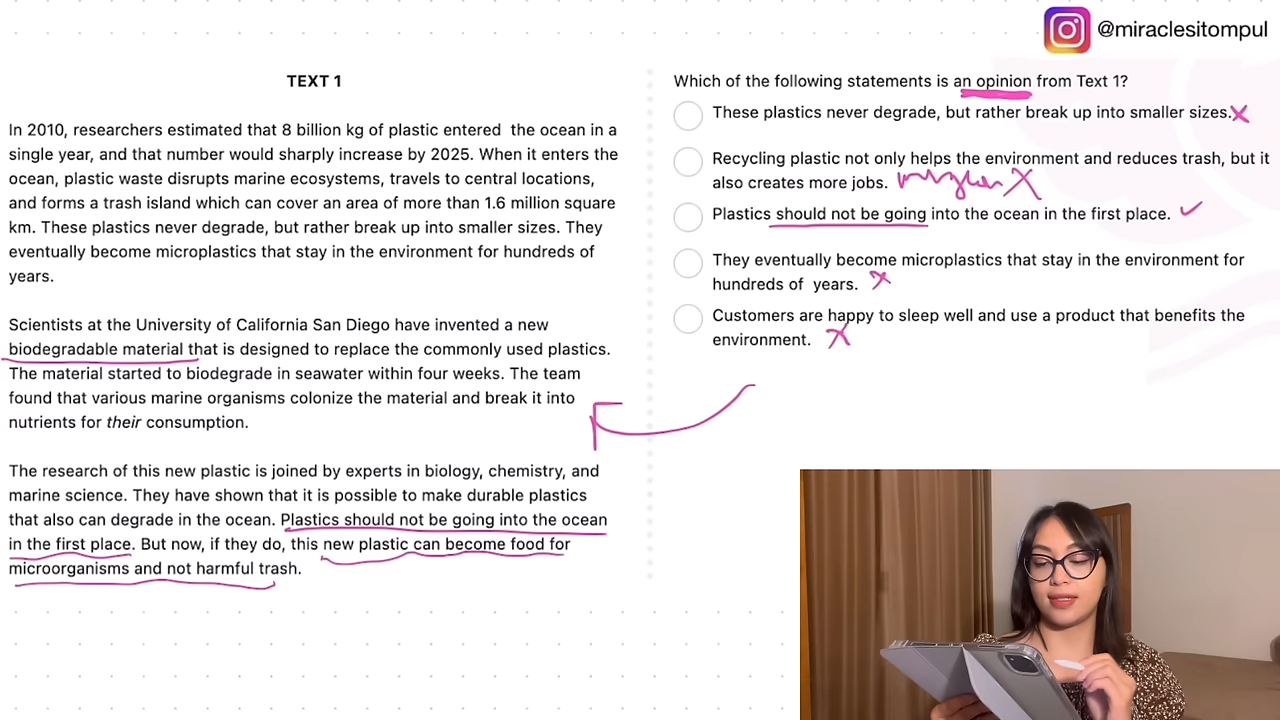 @miraclesitompul
TEXT 1
In 2010, researchers estimated that 8 billion kg of plastic entered the ocean in a
single year, and that number would sharply increase by 2025. When it enters the
ocean, plastic waste disrupts marine ecosystems, travels to central locations,
and forms a trash island which can cover an area of more than 1.6 million square
km. These plastics never degrade, but rather break up into smaller sizes. They
eventually become microplastics that stay in the environment for hundreds of
years.
Scientists at the University of California San Diego have invented a new
biodegradable material that is designed to replace the commonly used plastics.
The material started to biodegrade in seawater within four weeks. The team
found that various marine organisms colonize the material and break it into
nutrients for their consumption.
The research of this new plastic is joined by experts in biology, chemistry, and
marine science. They have shown that it is possible to make durable plastics
that also can degrade in the ocean. Plastics should not be going into the ocean
in the first place. But now, if they do, this new plastic can become food for
microorganisms and not harmful trash.
Which of the following statements is an opinion from Text 1?
These plastics never degrade, but rather break up into smaller sizes.
Recycling plastic not only helps the environment and reduces trash, but it
also creates more jobs.
Plastics should not be going into the ocean in the first place.
They eventually become microplastics that stay in the environment for
hundreds of years.
Customers are happy to sleep well and use a product that benefits the
environment.